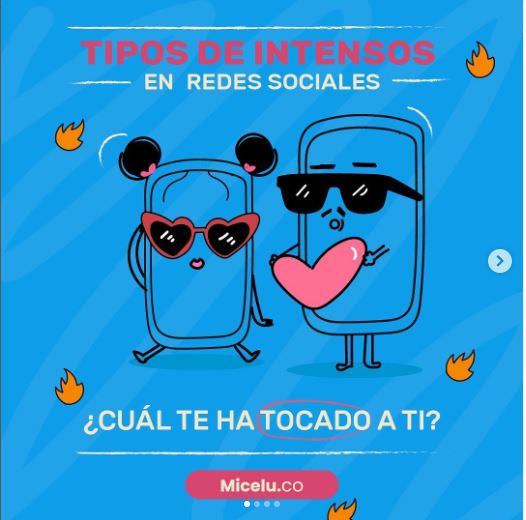 TIPOS DE INTENSOS
EN REDES SOCIALES
¿CUÁL TE HA TOCADO A TI?
Micelu.co